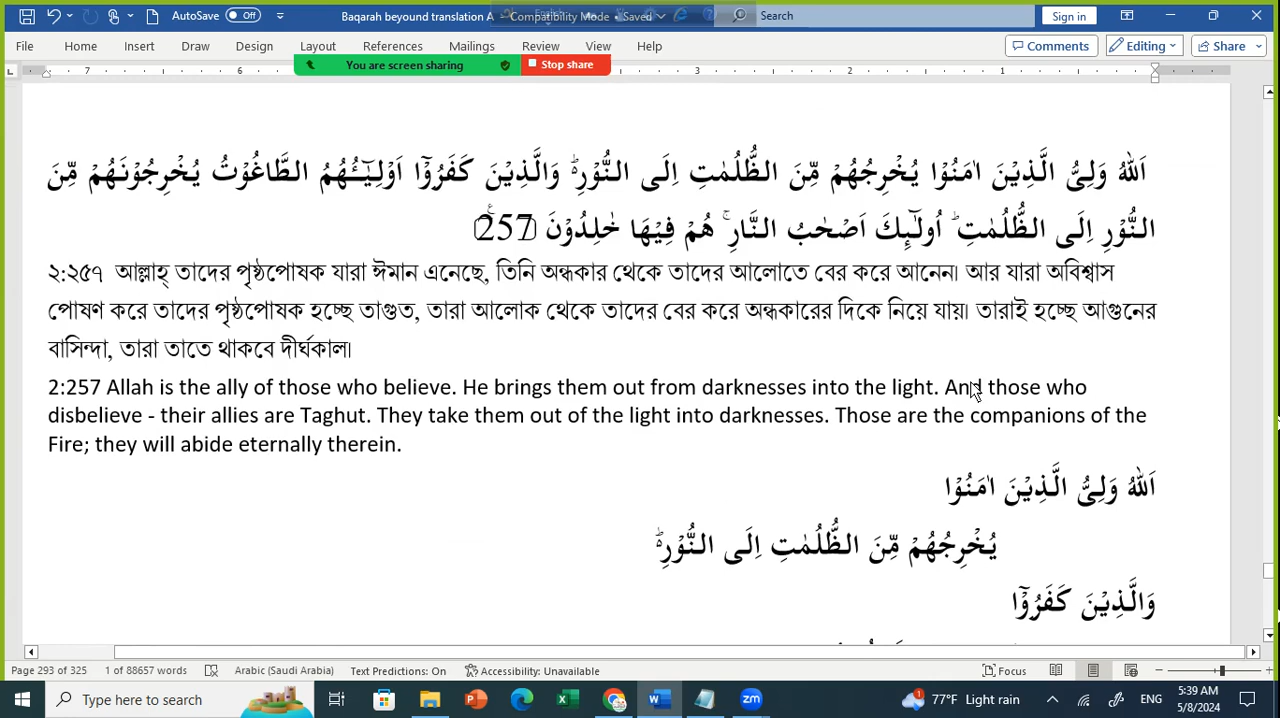 AutoSave Off Baqarah beyound translation A - Compatibility Mode • Saved Search Sign in
File Home Insert Draw Design Layout References Mailings Review View Help Comments Editing Share
You are screen sharing Stop share
7 6 3 2 1
اَللّٰهُ وَلِىُّ الَّذِيْنَ اٰمَنُوْا يُخْرِجُهُمْ مِّنَ الظُّلُمٰتِ اِلَى النُّوْرِؕ وَالَّذِيْنَ كَفَرُوْۤا اَوْلِيٰٓـُٔهُمُ الطَّاغُوْتُ يُخْرِجُوْنَهُمْ مِّنَ
النُّوْرِ اِلَى الظُّلُمٰتِؕ اُولٰٓٮِٕكَ اَصْحٰبُ النَّارِۚ هُمْ فِيْهَا خٰلِدُوْنَ ﴿257﴾
২:২৫৭ আল্লাহ্ তাদের পৃষ্ঠপোষক যারা ঈমান এনেছে, তিনি অন্ধকার থেকে তাদের আলোতে বের করে আনেন। আর যারা অবিশ্বাস
পোষণ করে তাদের পৃষ্ঠপোষক হচ্ছে তাগুত, তারা আলোক থেকে তাদের বের করে অন্ধকারের দিকে নিয়ে যায়। তারাই হচ্ছে আগুনের
বাসিন্দা, তারা তাতে থাকবে দীর্ঘকাল।
2:257 Allah is the ally of those who believe. He brings them out from darknesses into the light. And those who
disbelieve - their allies are Taghut. They take them out of the light into darknesses. Those are the companions of the
Fire; they will abide eternally therein.
اَللّٰهُ وَلِىُّ الَّذِيْنَ اٰمَنُوْا
يُخْرِجُهُمْ مِّنَ الظُّلُمٰتِ اِلَى النُّوْرِؕ
وَالَّذِيْنَ كَفَرُوْۤا
Page 293 of 325 1 of 88657 words Arabic (Saudi Arabia) Text Predictions: On Accessibility: Unavailable Focus
Type here to search 77°F Light rain ENG 5:39 AM
5/8/2024